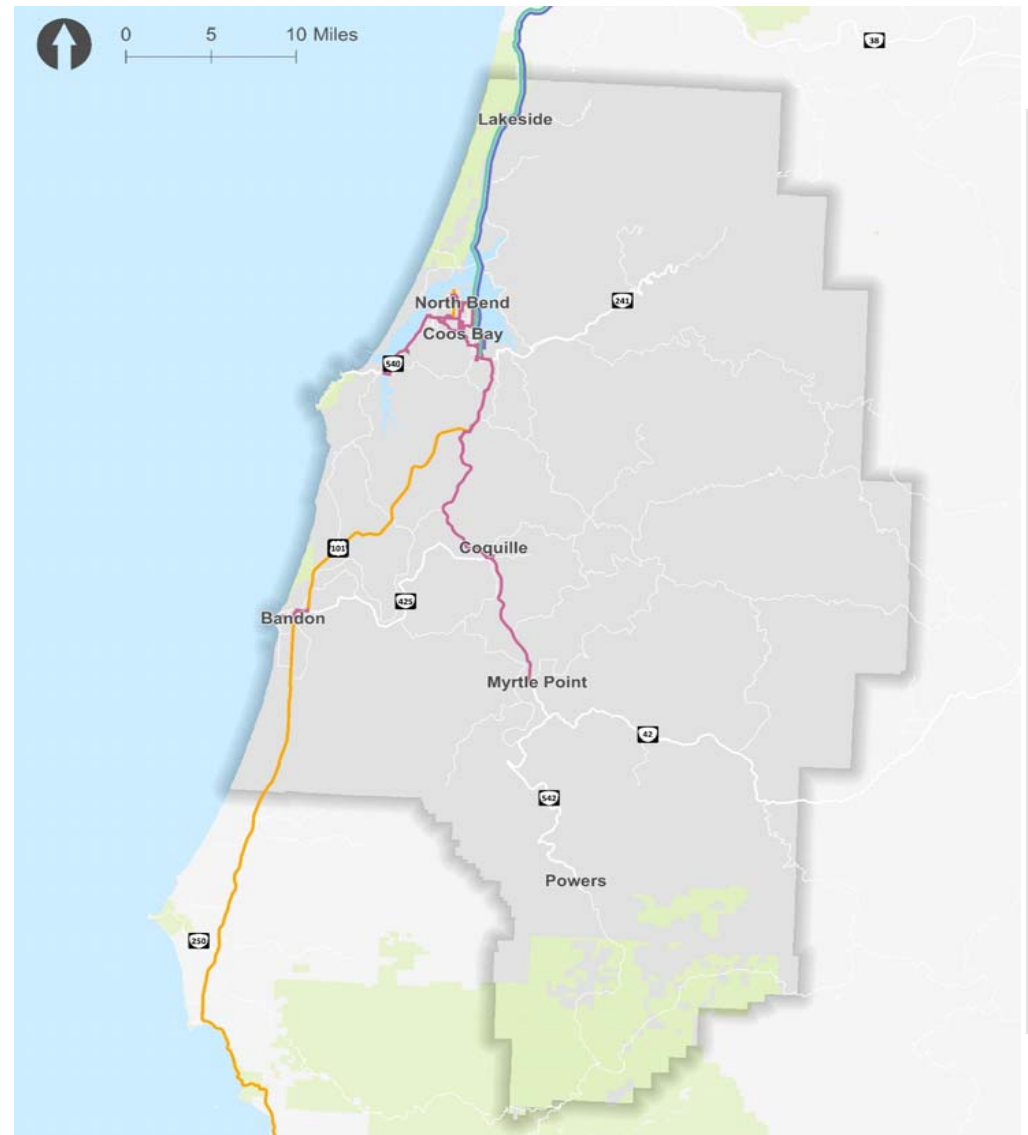 0 5 10 Miles
38
Lakeside
241
North Bend
Coos Bay
540
Coquille
101
425
Bandon
Myrtle Point
42
542
Powers
250